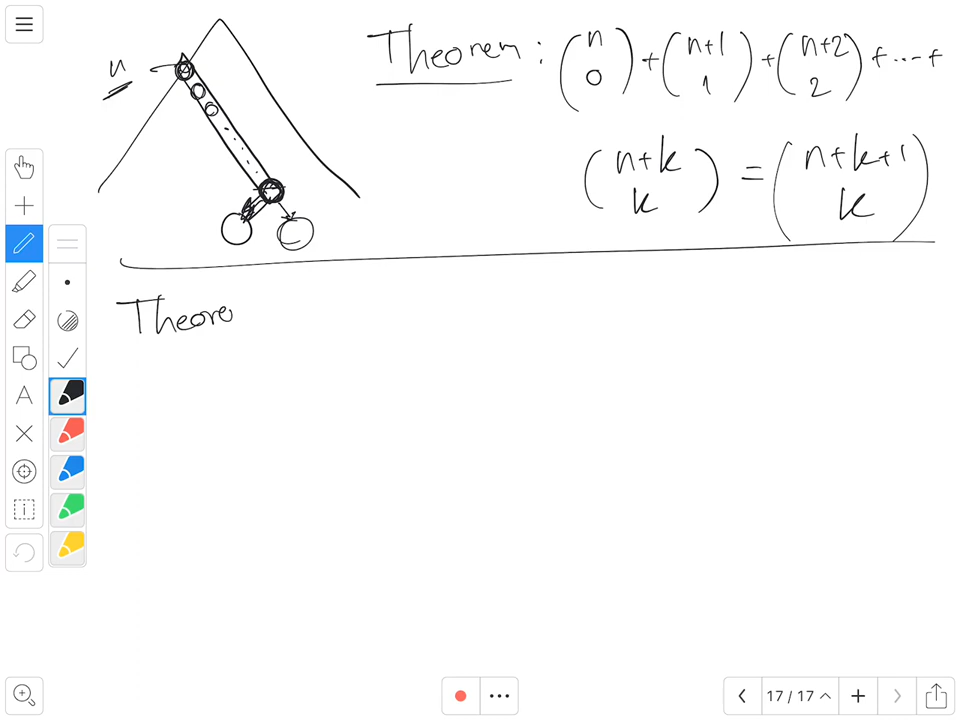 n
Theorem : (n 0) + (n+1 1) + (n+2 2) + ... +
(n+k k) = (n+k+1 k)
Theore
17 / 17